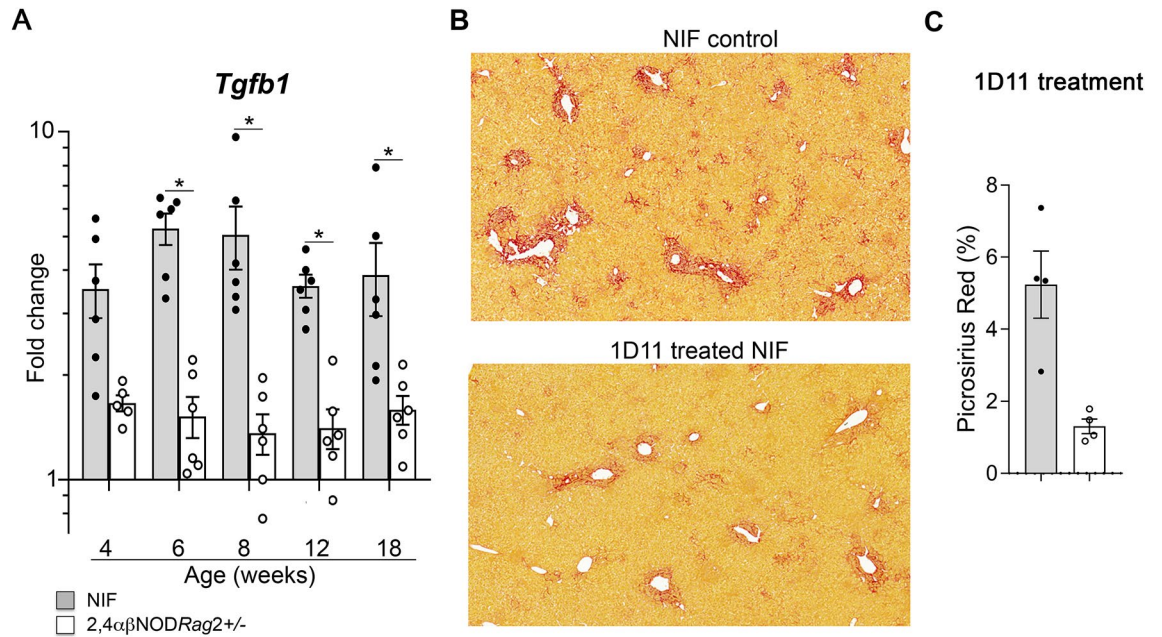 A
Tgfb1
10
1
Fold change
*
*
*
*
4 6 8 12 18
Age (weeks)
NIF
2,4αβNODRag2+/-
B
NIF control
1D11 treated NIF
C
1D11 treatment
Picrosirius Red (%)
8
6
4
2
0